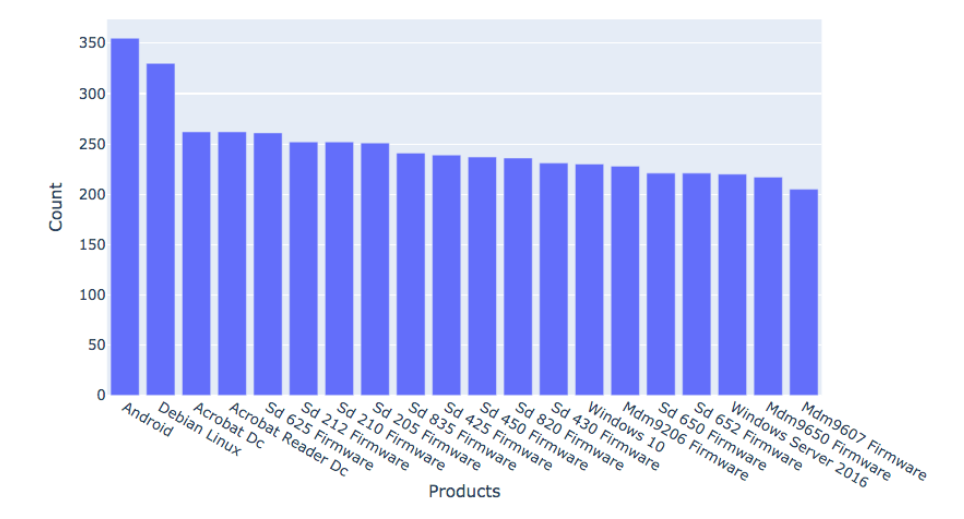 350
300
250
200
150
100
50
0
Count
Android
Debian Linux
Acrobat Dc
Acrobat Reader Dc
Sd 625 Firmware
Sd 212 Firmware
Sd 210 Firmware
Sd 205 Firmware
Sd 835 Firmware
Sd 425 Firmware
Sd 450 Firmware
Sd 820 Firmware
Sd 430 Firmware
Windows 10
Mdm9206 Firmware
Sd 650 Firmware
Sd 652 Firmware
Windows Server 2016
Mdm9650 Firmware
Mdm9607 Firmware
Products